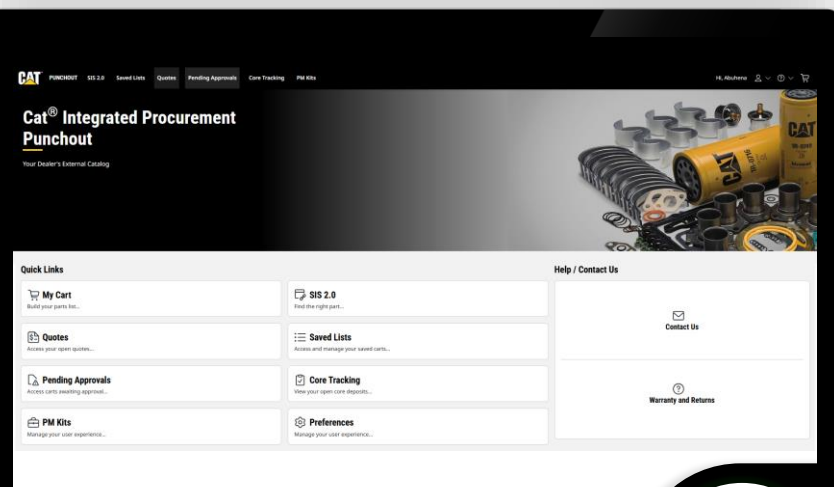 CAT PUNCHOUT SIS 2.0 Saved Lists Quotes Pending Approvals Core Tracking PM Kits Hi, Abuhena
Cat® Integrated Procurement
Punchout
Your Dealer's External Catalog
CAT
1R-0716
Quick Links
Help / Contact Us
My Cart
Build your parts list...
SIS 2.0
Find the right part...
Contact Us
Quotes
Access your open quotes...
Saved Lists
Access and manage your saved carts...
Pending Approvals
Access carts awaiting approval...
Core Tracking
View your open core deposits...
Warranty and Returns
PM Kits
Manage your user experience...
Preferences
Manage your user experience...